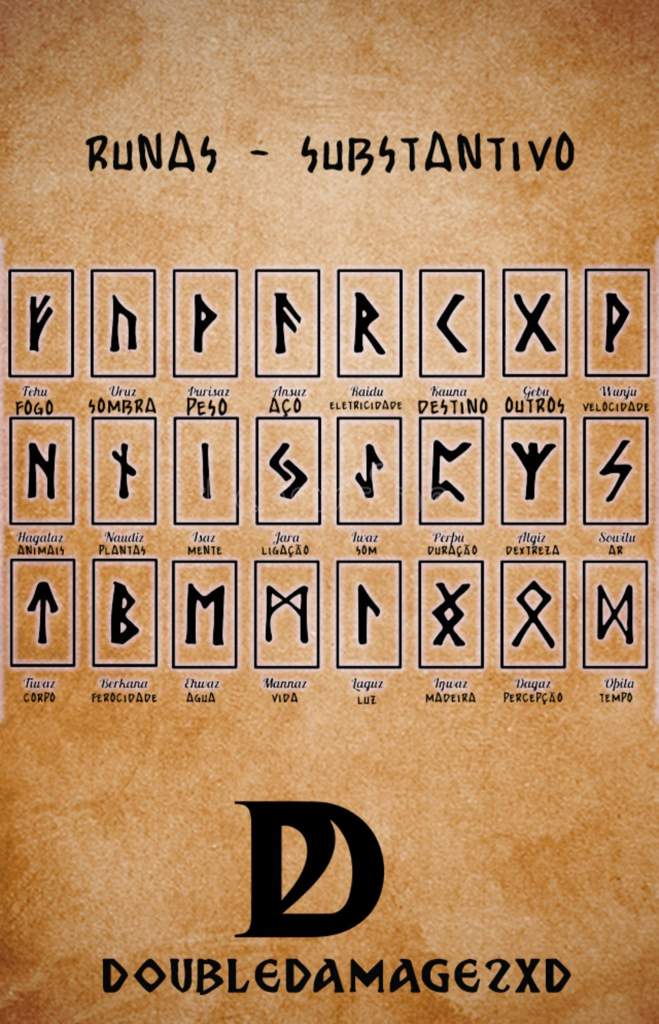 RUNAS - SUBSTANTIVO
ᚠ ᚢ ᚦ ᚨ ᚱ ᚲ ᚷ ᚹ
Fehu Uruz Þurisaz Ansuz Raidu Kauna Gebu Wunju
FOGO SOMBRA PESO AÇO ELETRICIDADE DESTINO OUTROS VELOCIDADE
ᚺ ᚾ ᛁ ᛃ ᛇ ᛈ ᛉ ᛊ
Hagalaz Naudiz Isaz Jara Iwaz Perþu Algiz Sowilu
ANIMAIS PLANTAS MENTE LIGAÇÃO SOM DURAÇÃO DEXTREZA AR
ᛏ ᛒ ᛖ ᛗ ᛚ ᛝ ᛟ ᛞ
Tiwaz Berkana Ehwaz Mannaz Laguz Ingwaz Dagaz Oþila
CORPO FEROCIDADE AGUA VIDA LUZ MADEIRA PERCEPÇÃO TEMPO
D
DOUBLEDAMAGE2XD